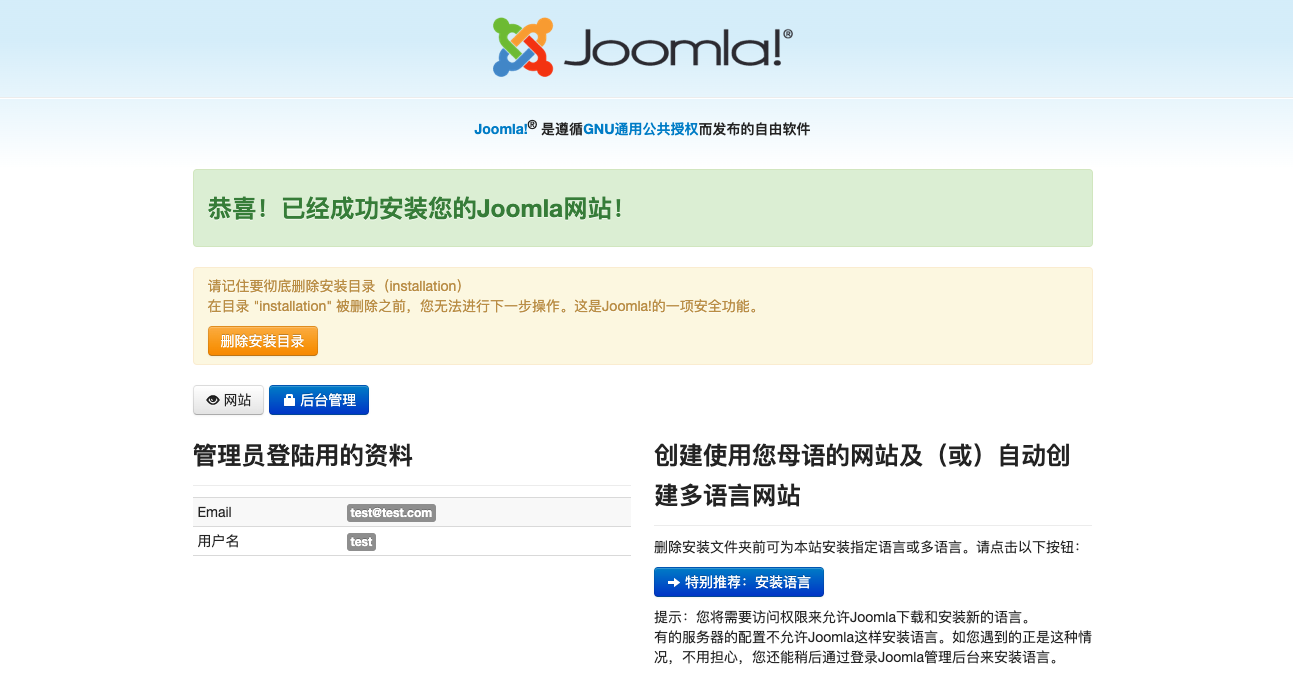 Joomla!®
Joomla!® 是遵循GNU通用公共授权而发布的自由软件
恭喜！已经成功安装您的Joomla网站！
请记住要彻底删除安装目录（installation）
在目录 "installation" 被删除之前，您无法进行下一步操作。这是Joomla!的一项安全功能。
删除安装目录
网站 后台管理
管理员登陆用的资料
Email test@test.com
用户名 test
创建使用您母语的网站及（或）自动创
建多语言网站
删除安装文件夹前可为本站安装指定语言或多语言。请点击以下按钮：
特别推荐：安装语言
提示：您将需要访问权限来允许Joomla下载和安装新的语言。
有的服务器的配置不允许Joomla这样安装语言。如您遇到的正是这种情
况，不用担心，您还能稍后通过登录Joomla管理后台来安装语言。